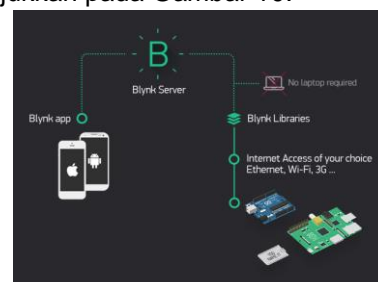 jukkan pada Gambar 10.
B
Blynk Server
No laptop required
Blynk app
Blynk Libraries
Internet Access of your choice
Ethernet, Wi-Fi, 3G ...